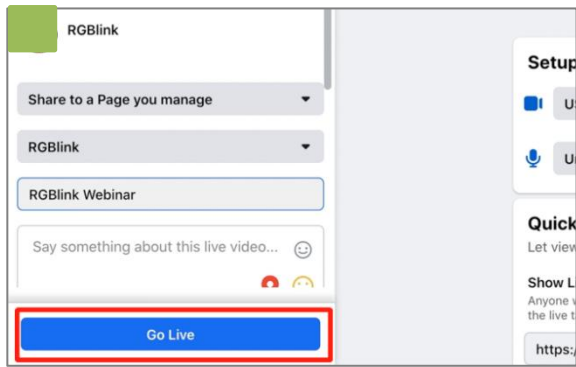 RGBlink
Share to a Page you manage
RGBlink
RGBlink Webinar
Say something about this live video...
Go Live
Setup
Quick
Let view
Show L
Anyone
the live
https:/